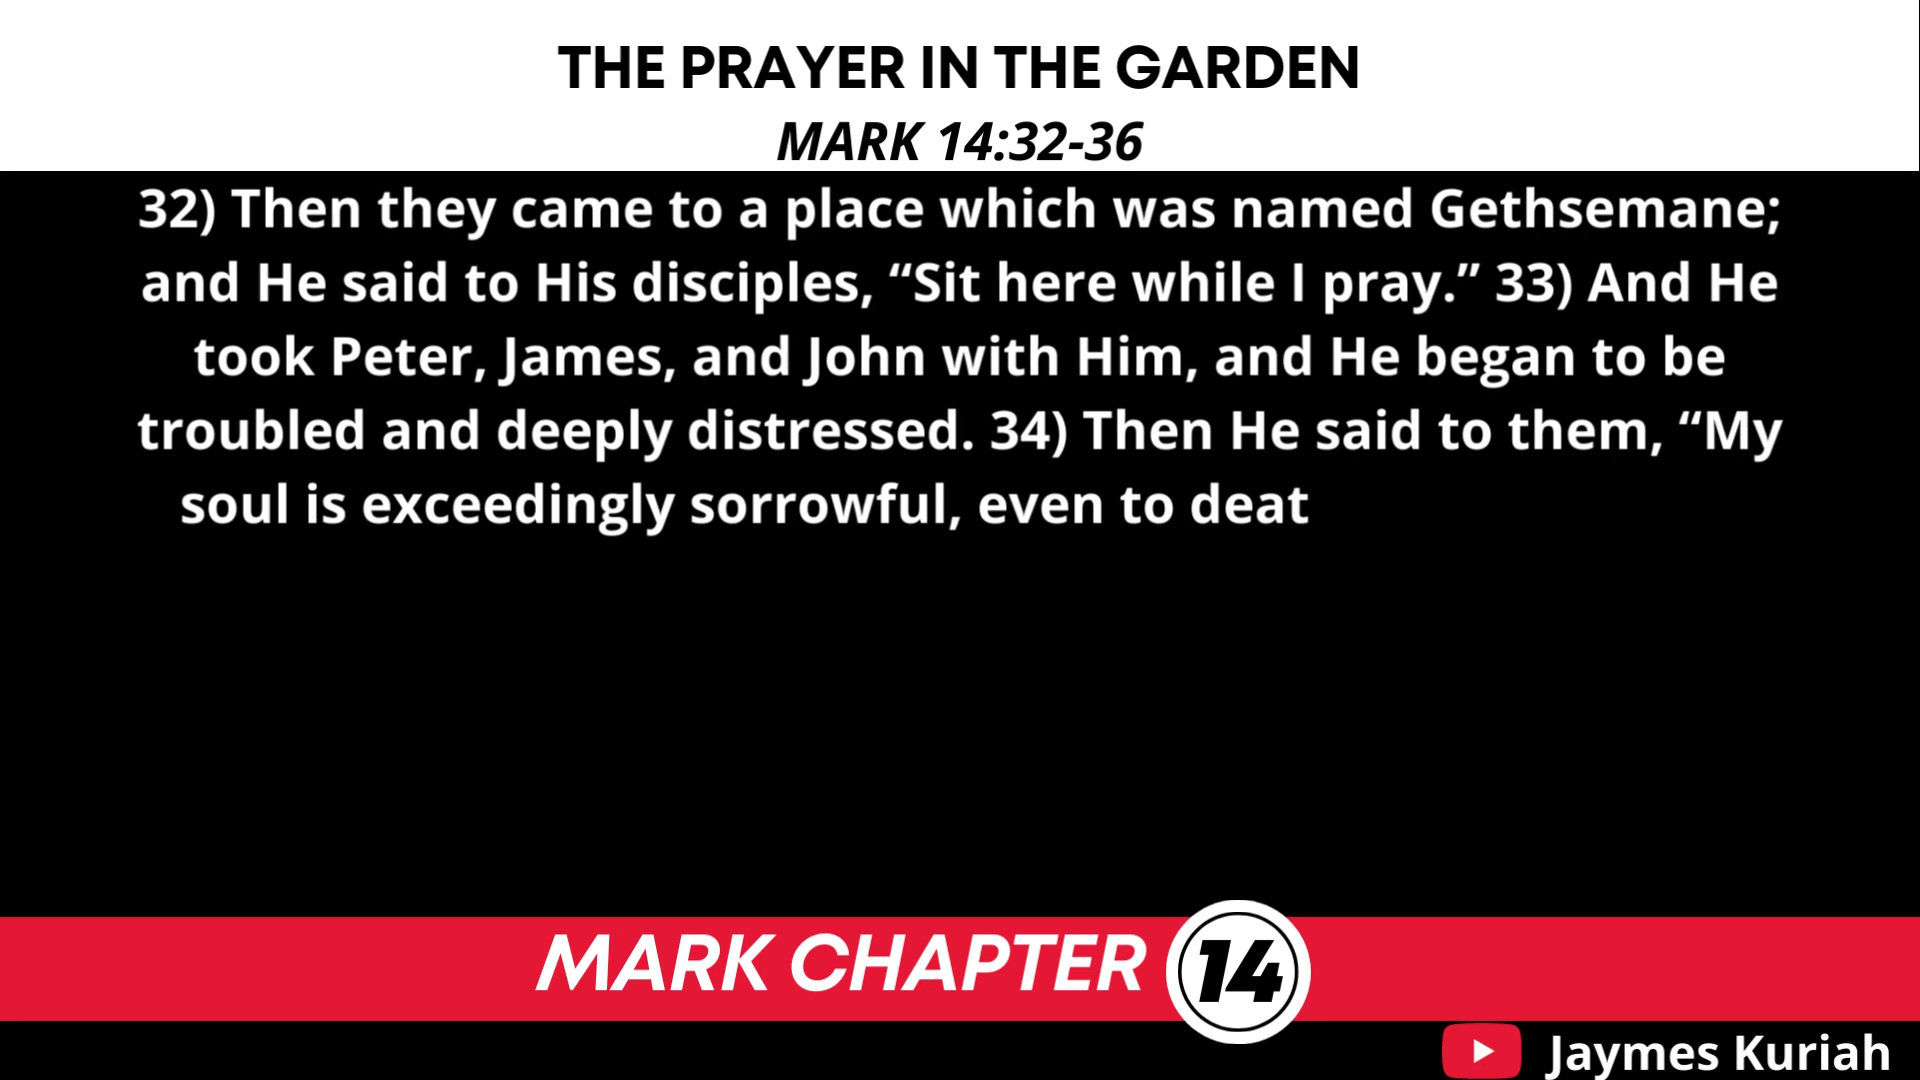 THE PRAYER IN THE GARDEN
MARK 14:32-36
32) Then they came to a place which was named Gethsemane;
and He said to His disciples, “Sit here while I pray.” 33) And He
took Peter, James, and John with Him, and He began to be
troubled and deeply distressed. 34) Then He said to them, “My
soul is exceedingly sorrowful, even to deat
MARK CHAPTER 14
Jaymes Kuriah